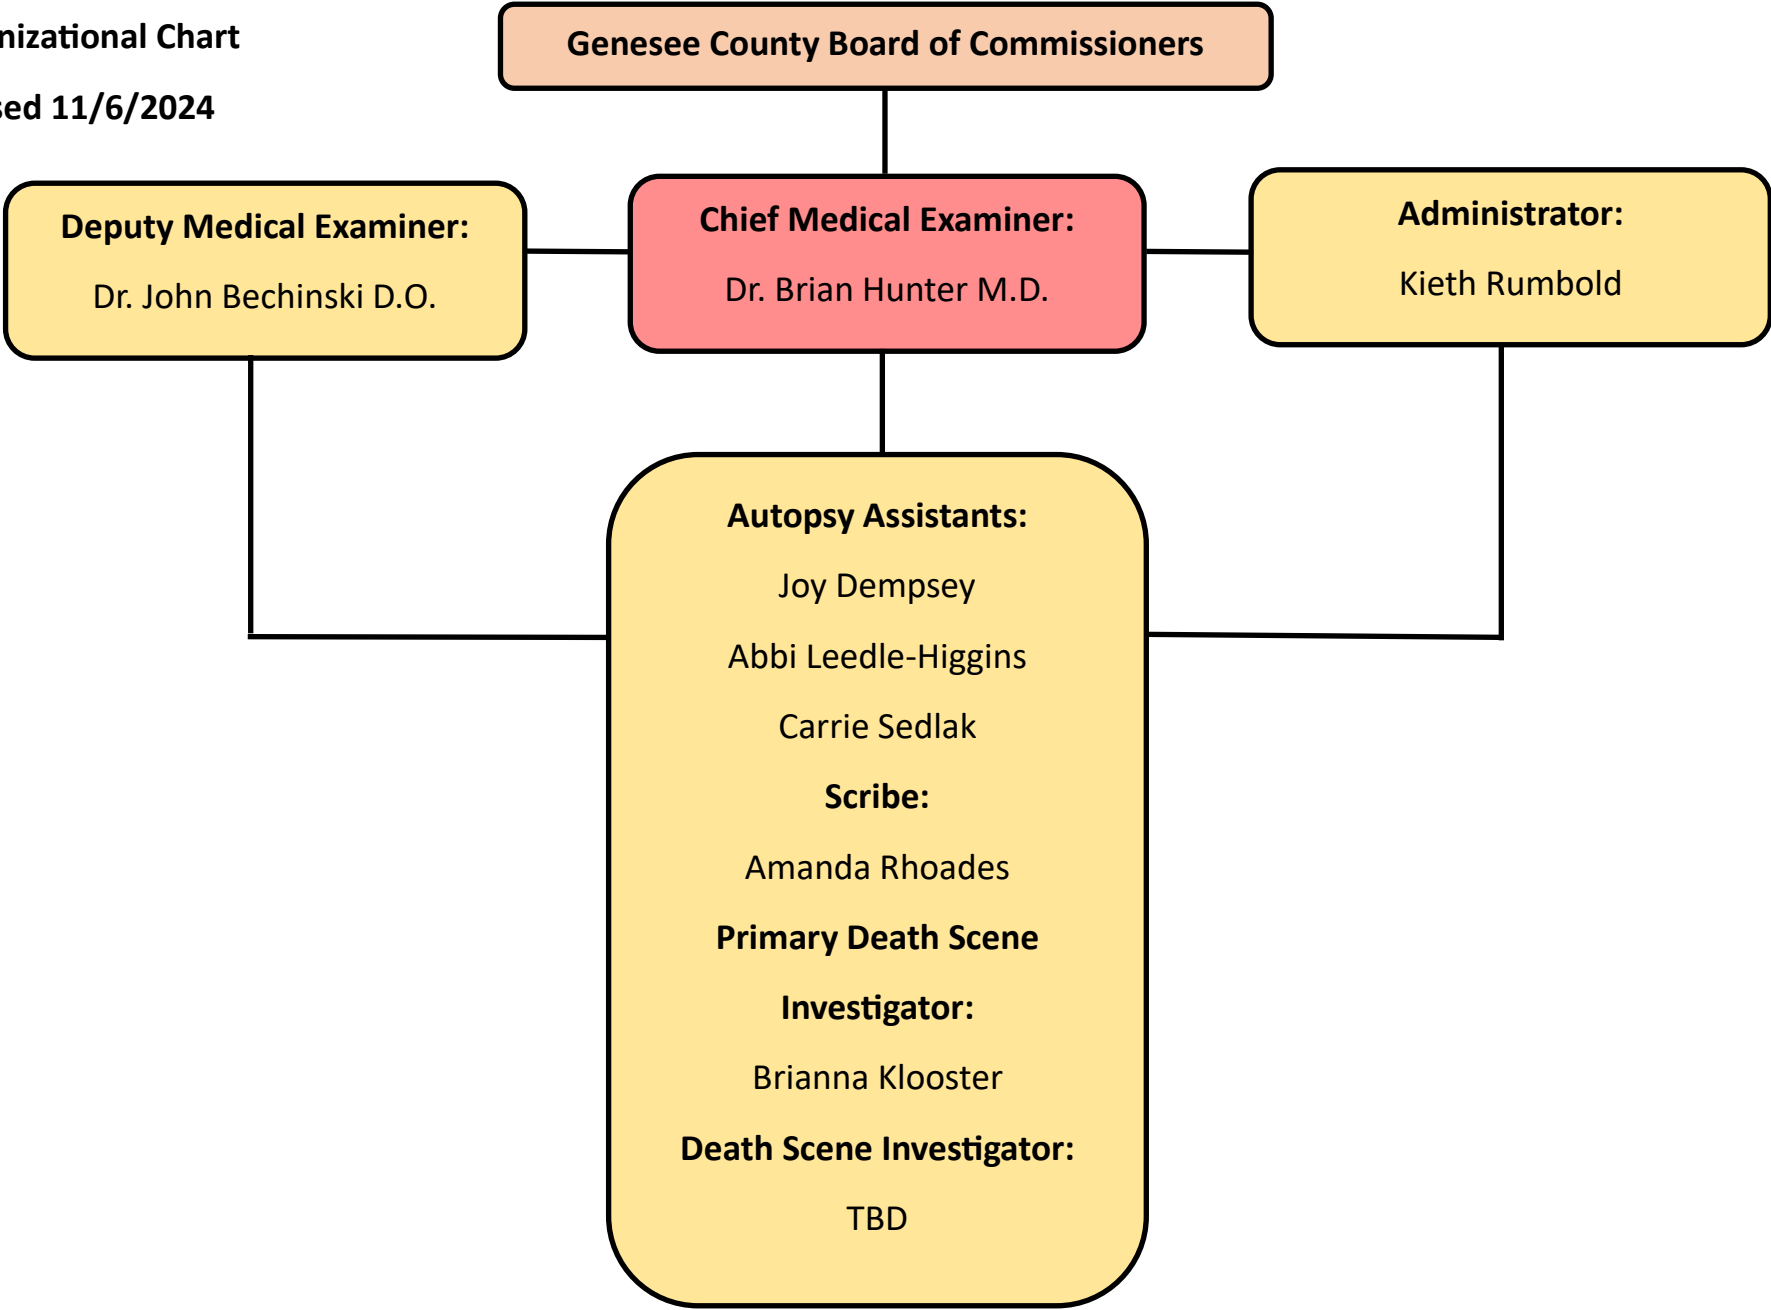 nizational Chart
sed 11/6/2024
Genesee County Board of Commissioners
Deputy Medical Examiner:
Dr. John Bechinski D.O.
Chief Medical Examiner:
Dr. Brian Hunter M.D.
Administrator:
Kieth Rumbold
Autopsy Assistants:
Joy Dempsey
Abbi Leedle-Higgins
Carrie Sedlak
Scribe:
Amanda Rhoades
Primary Death Scene
Investigator:
Brianna Klooster
Death Scene Investigator:
TBD